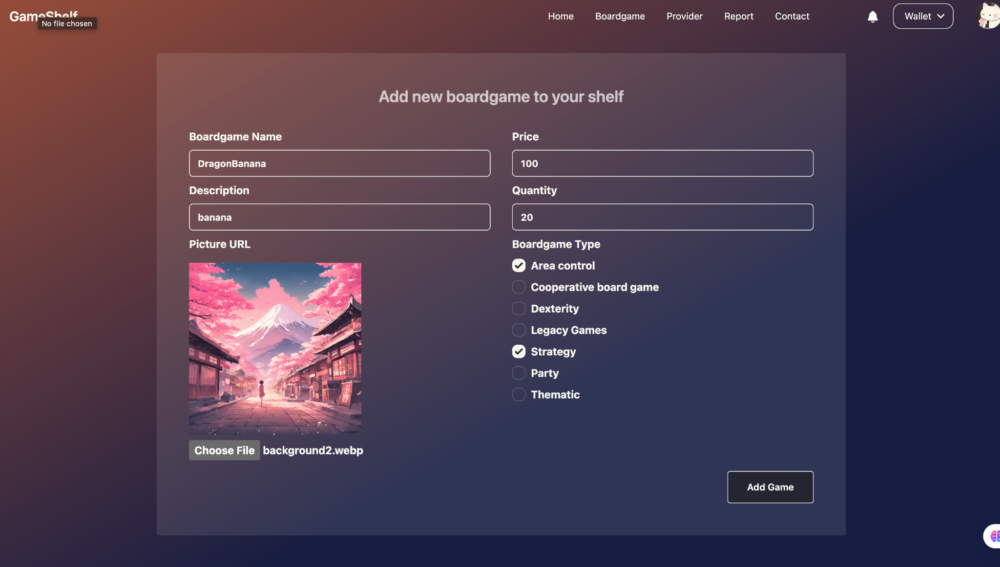 GameShelf
No file chosen
Home Boardgame Provider Report Contact Wallet
Add new boardgame to your shelf
Boardgame Name
DragonBanana
Description
banana
Picture URL
Choose File background2.webp
Price
100
Quantity
20
Boardgame Type
Area control
Cooperative board game
Dexterity
Legacy Games
Strategy
Party
Thematic
Add Game